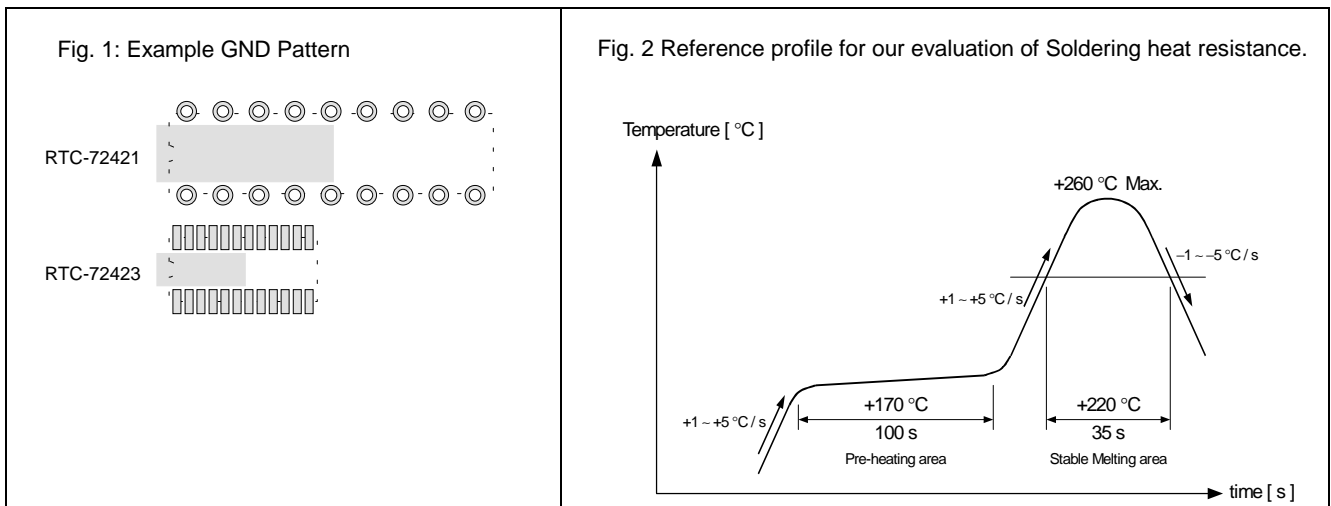 Fig. 1: Example GND Pattern
RTC-72421
RTC-72423
Fig. 2 Reference profile for our evaluation of Soldering heat resistance.
Temperature [ °C ]
+260 °C Max.
−1 ~ −5 °C / s
+1 ~ +5 °C / s
+1 ~ +5 °C / s
+170 °C
100 s
Pre-heating area
+220 °C
35 s
Stable Melting area
time [ s ]